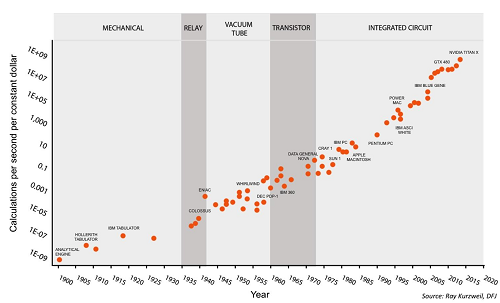 MECHANICAL
RELAY
VACUUM
TUBE
TRANSISTOR
INTEGRATED CIRCUIT
Calculations per second per constant dollar
1E+09
1E+07
1E+05
1,000
10
0.1
0.001
1E-05
1E-07
1E-09
NVIDIA TITAN X
GTX 480
IBM BLUE GENE
POWER
MAC
IBM ASCI
WHITE
PENTIUM PC
IBM PC
APPLE
MACINTOSH
CRAY 1
SUN 1
DATA GENERAL
NOVA
IBM 360
DEC PDP-1
WHIRLWIND
ENIAC
COLOSSUS
IBM TABULATOR
HOLLERITH
TABULATOR
ANALYTICAL
ENGINE
1900
1905
1910
1915
1920
1925
1930
1935
1940
1945
1950
1955
1960
1965
1970
1975
1980
1985
1990
1995
2000
2005
2010
2015
2020
Year
Source: Ray Kurzweil, DFJ